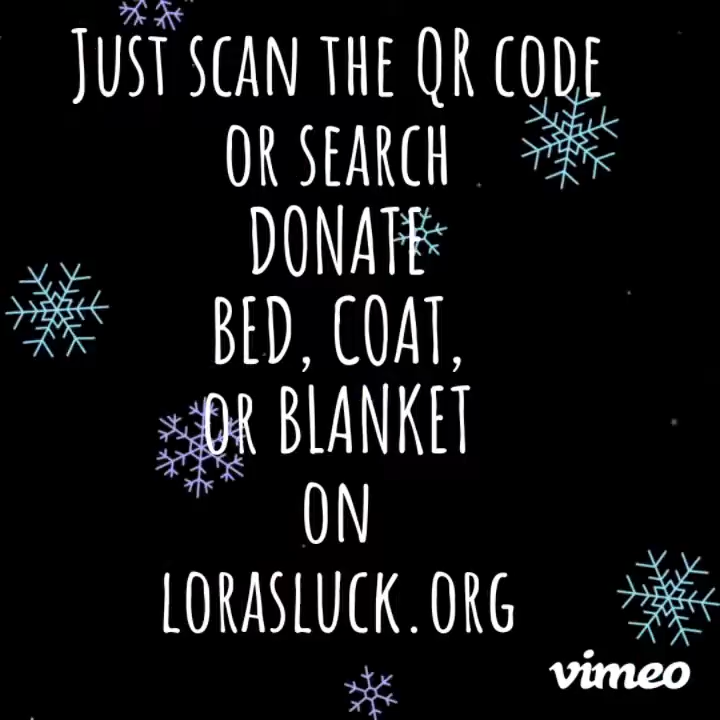 Just scan the QR code
or search
DONATE
BED, COAT,
or BLANKET
on
lorasluck.org
vimeo